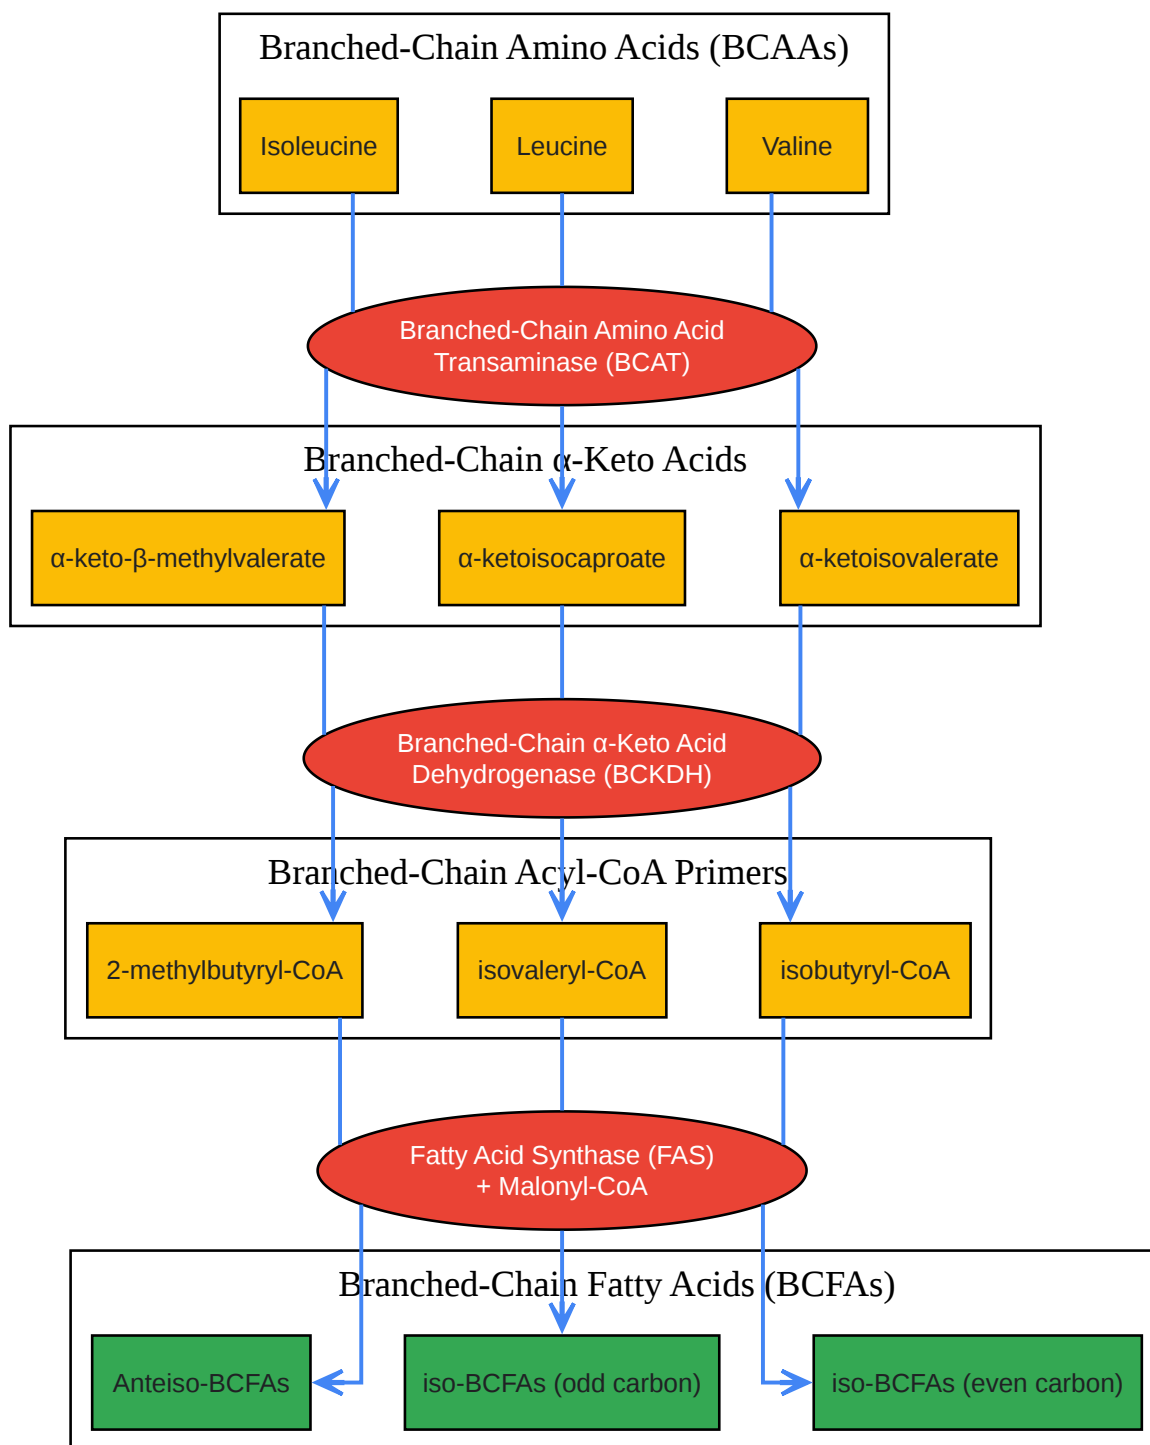 Branched-Chain Amino Acids (BCAAs)
Isoleucine
Leucine
Valine
Branched-Chain Amino Acid
Transaminase (BCAT)
Branched-Chain α-Keto Acids
α-keto-β-methylvalerate
α-ketoisocaproate
α-ketoisovalerate
Branched-Chain α-Keto Acid
Dehydrogenase (BCKDH)
Branched-Chain Acyl-CoA Primers
2-methylbutyryl-CoA
isovaleryl-CoA
isobutyryl-CoA
Fatty Acid Synthase (FAS)
+ Malonyl-CoA
Branched-Chain Fatty Acids (BCFAs)
Anteiso-BCFAs
iso-BCFAs (odd carbon)
iso-BCFAs (even carbon)